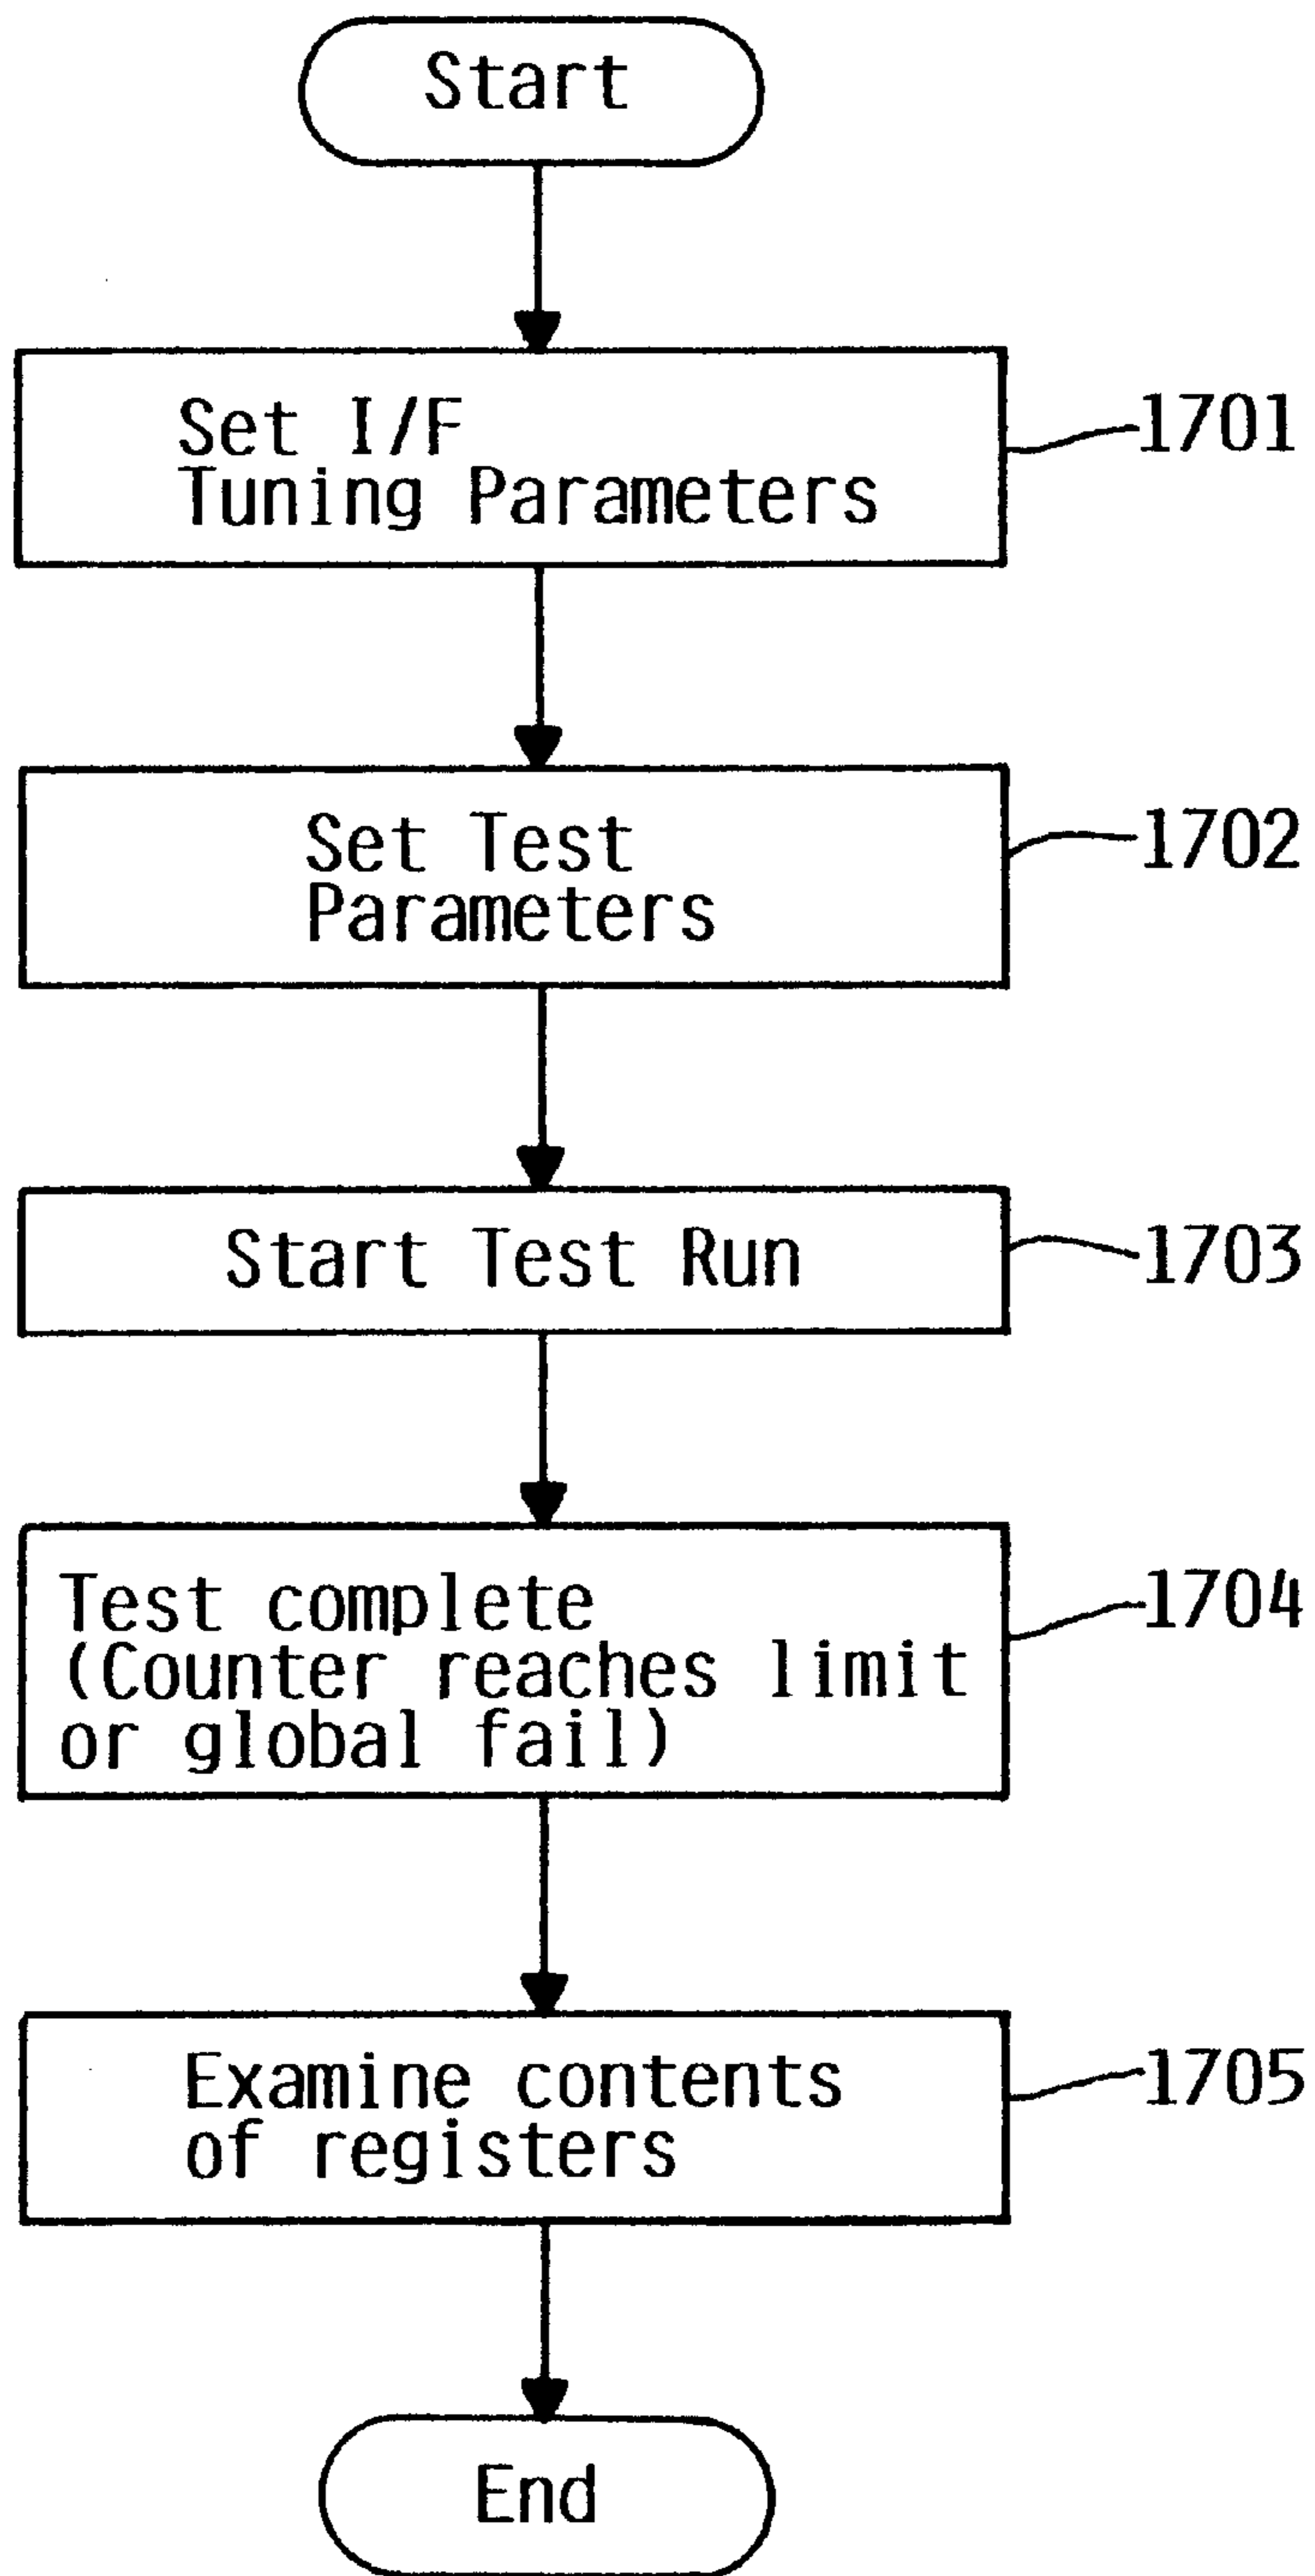 Start
Set I/F
Tuning Parameters
1701
Set Test
Parameters
1702
Start Test Run
1703
Test complete
(Counter reaches limit
or global fail)
1704
Examine contents
of registers
1705
End